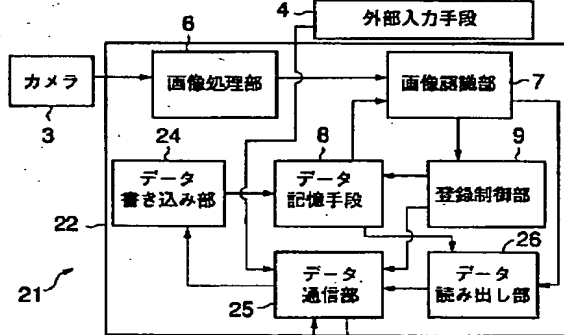 4
外部入力手段
6
カメラ
3
画像処理部
画像認識部
7
24
データ
書き込み部
8
データ
記憶手段
9
登録制御部
22
26
データ
通信部
25
データ
読み出し部
21